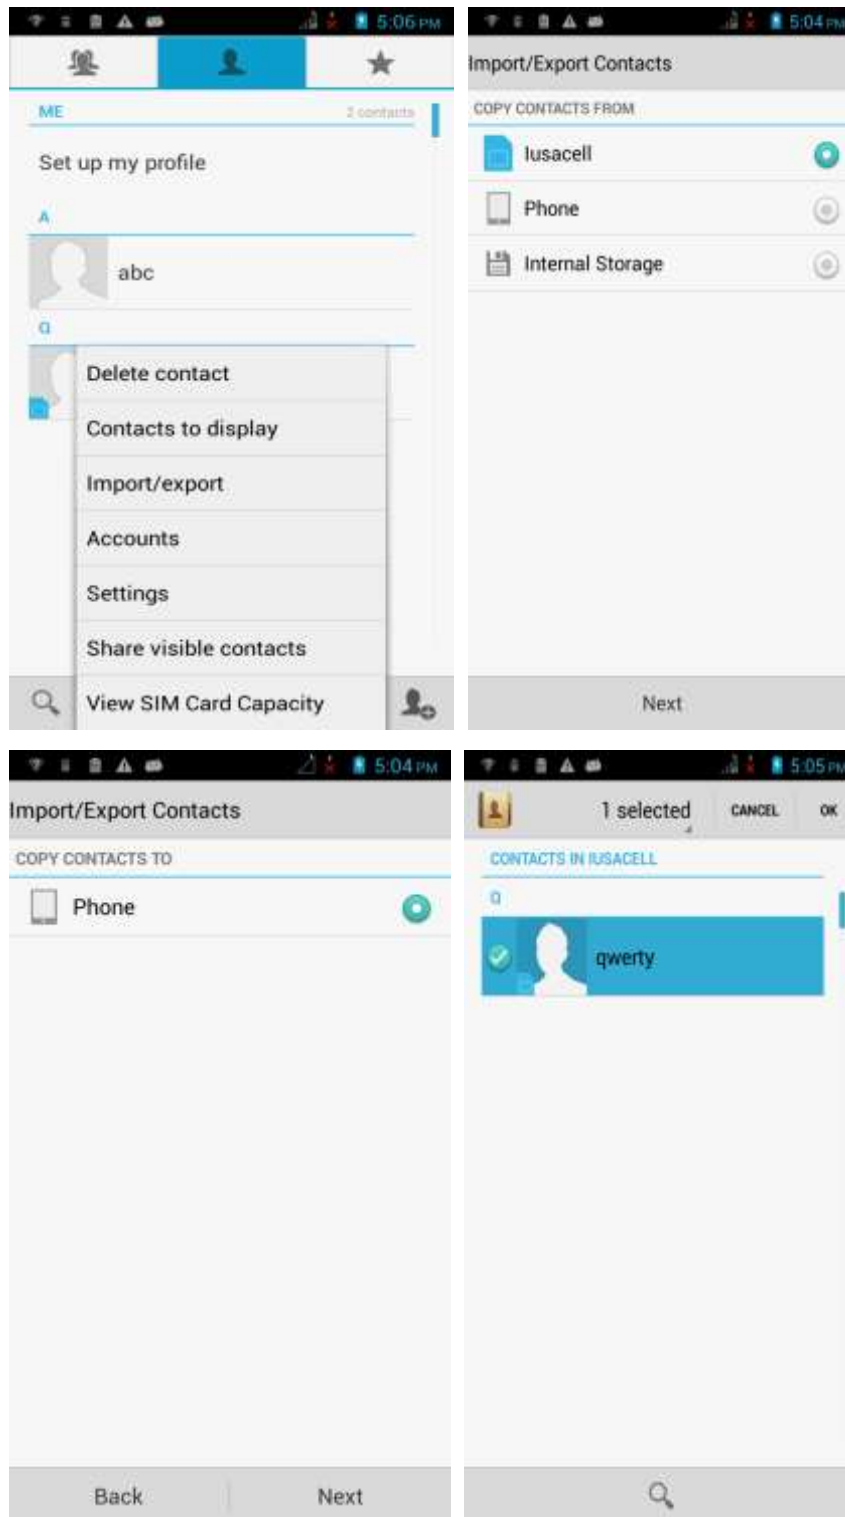 5:06 PM
ME 2 contacts
Set up my profile
A
abc
Q
Delete contact
Contacts to display
Import/export
Accounts
Settings
Share visible contacts
View SIM Card Capacity
5:04 PM
Import/Export Contacts
COPY CONTACTS FROM
Iusacell
Phone
Internal Storage
Next
5:04 PM
Import/Export Contacts
COPY CONTACTS TO
Phone
Back Next
5:05 PM
1 selected CANCEL OK
CONTACTS IN IUSACELL
Q
qwerty